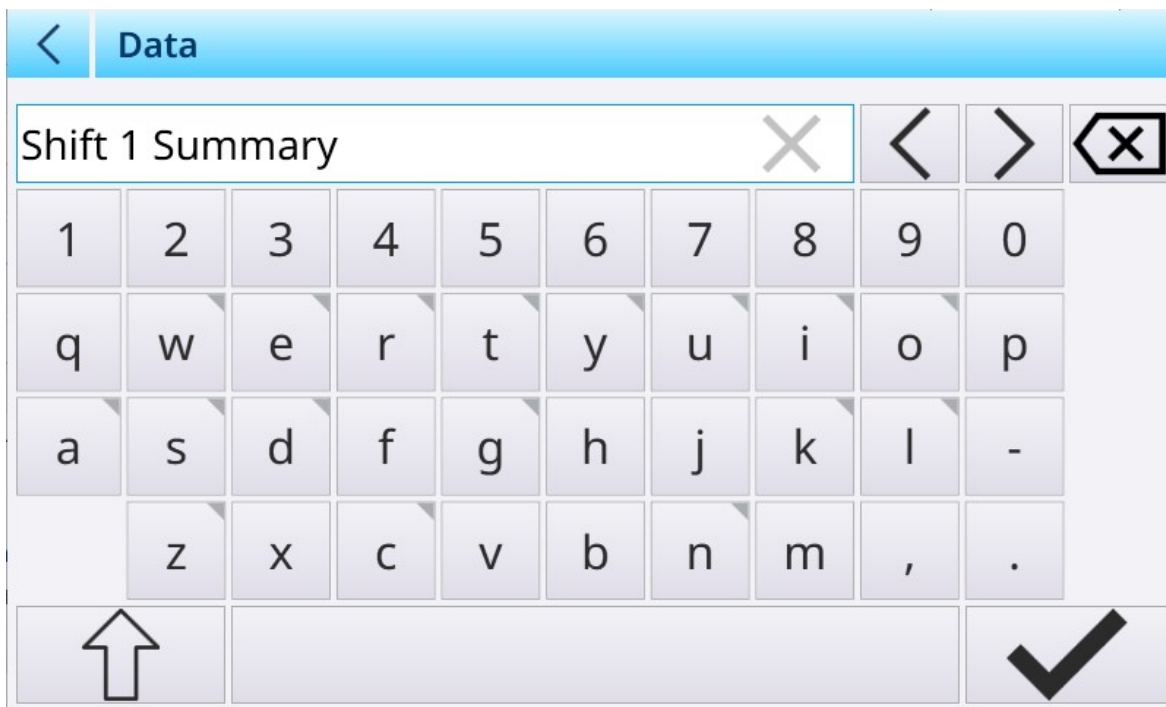 Data
Shift 1 Summary
1 2 3 4 5 6 7 8 9 0
q w e r t y u i o p
a s d f g h j k l -
z x c v b n m , .